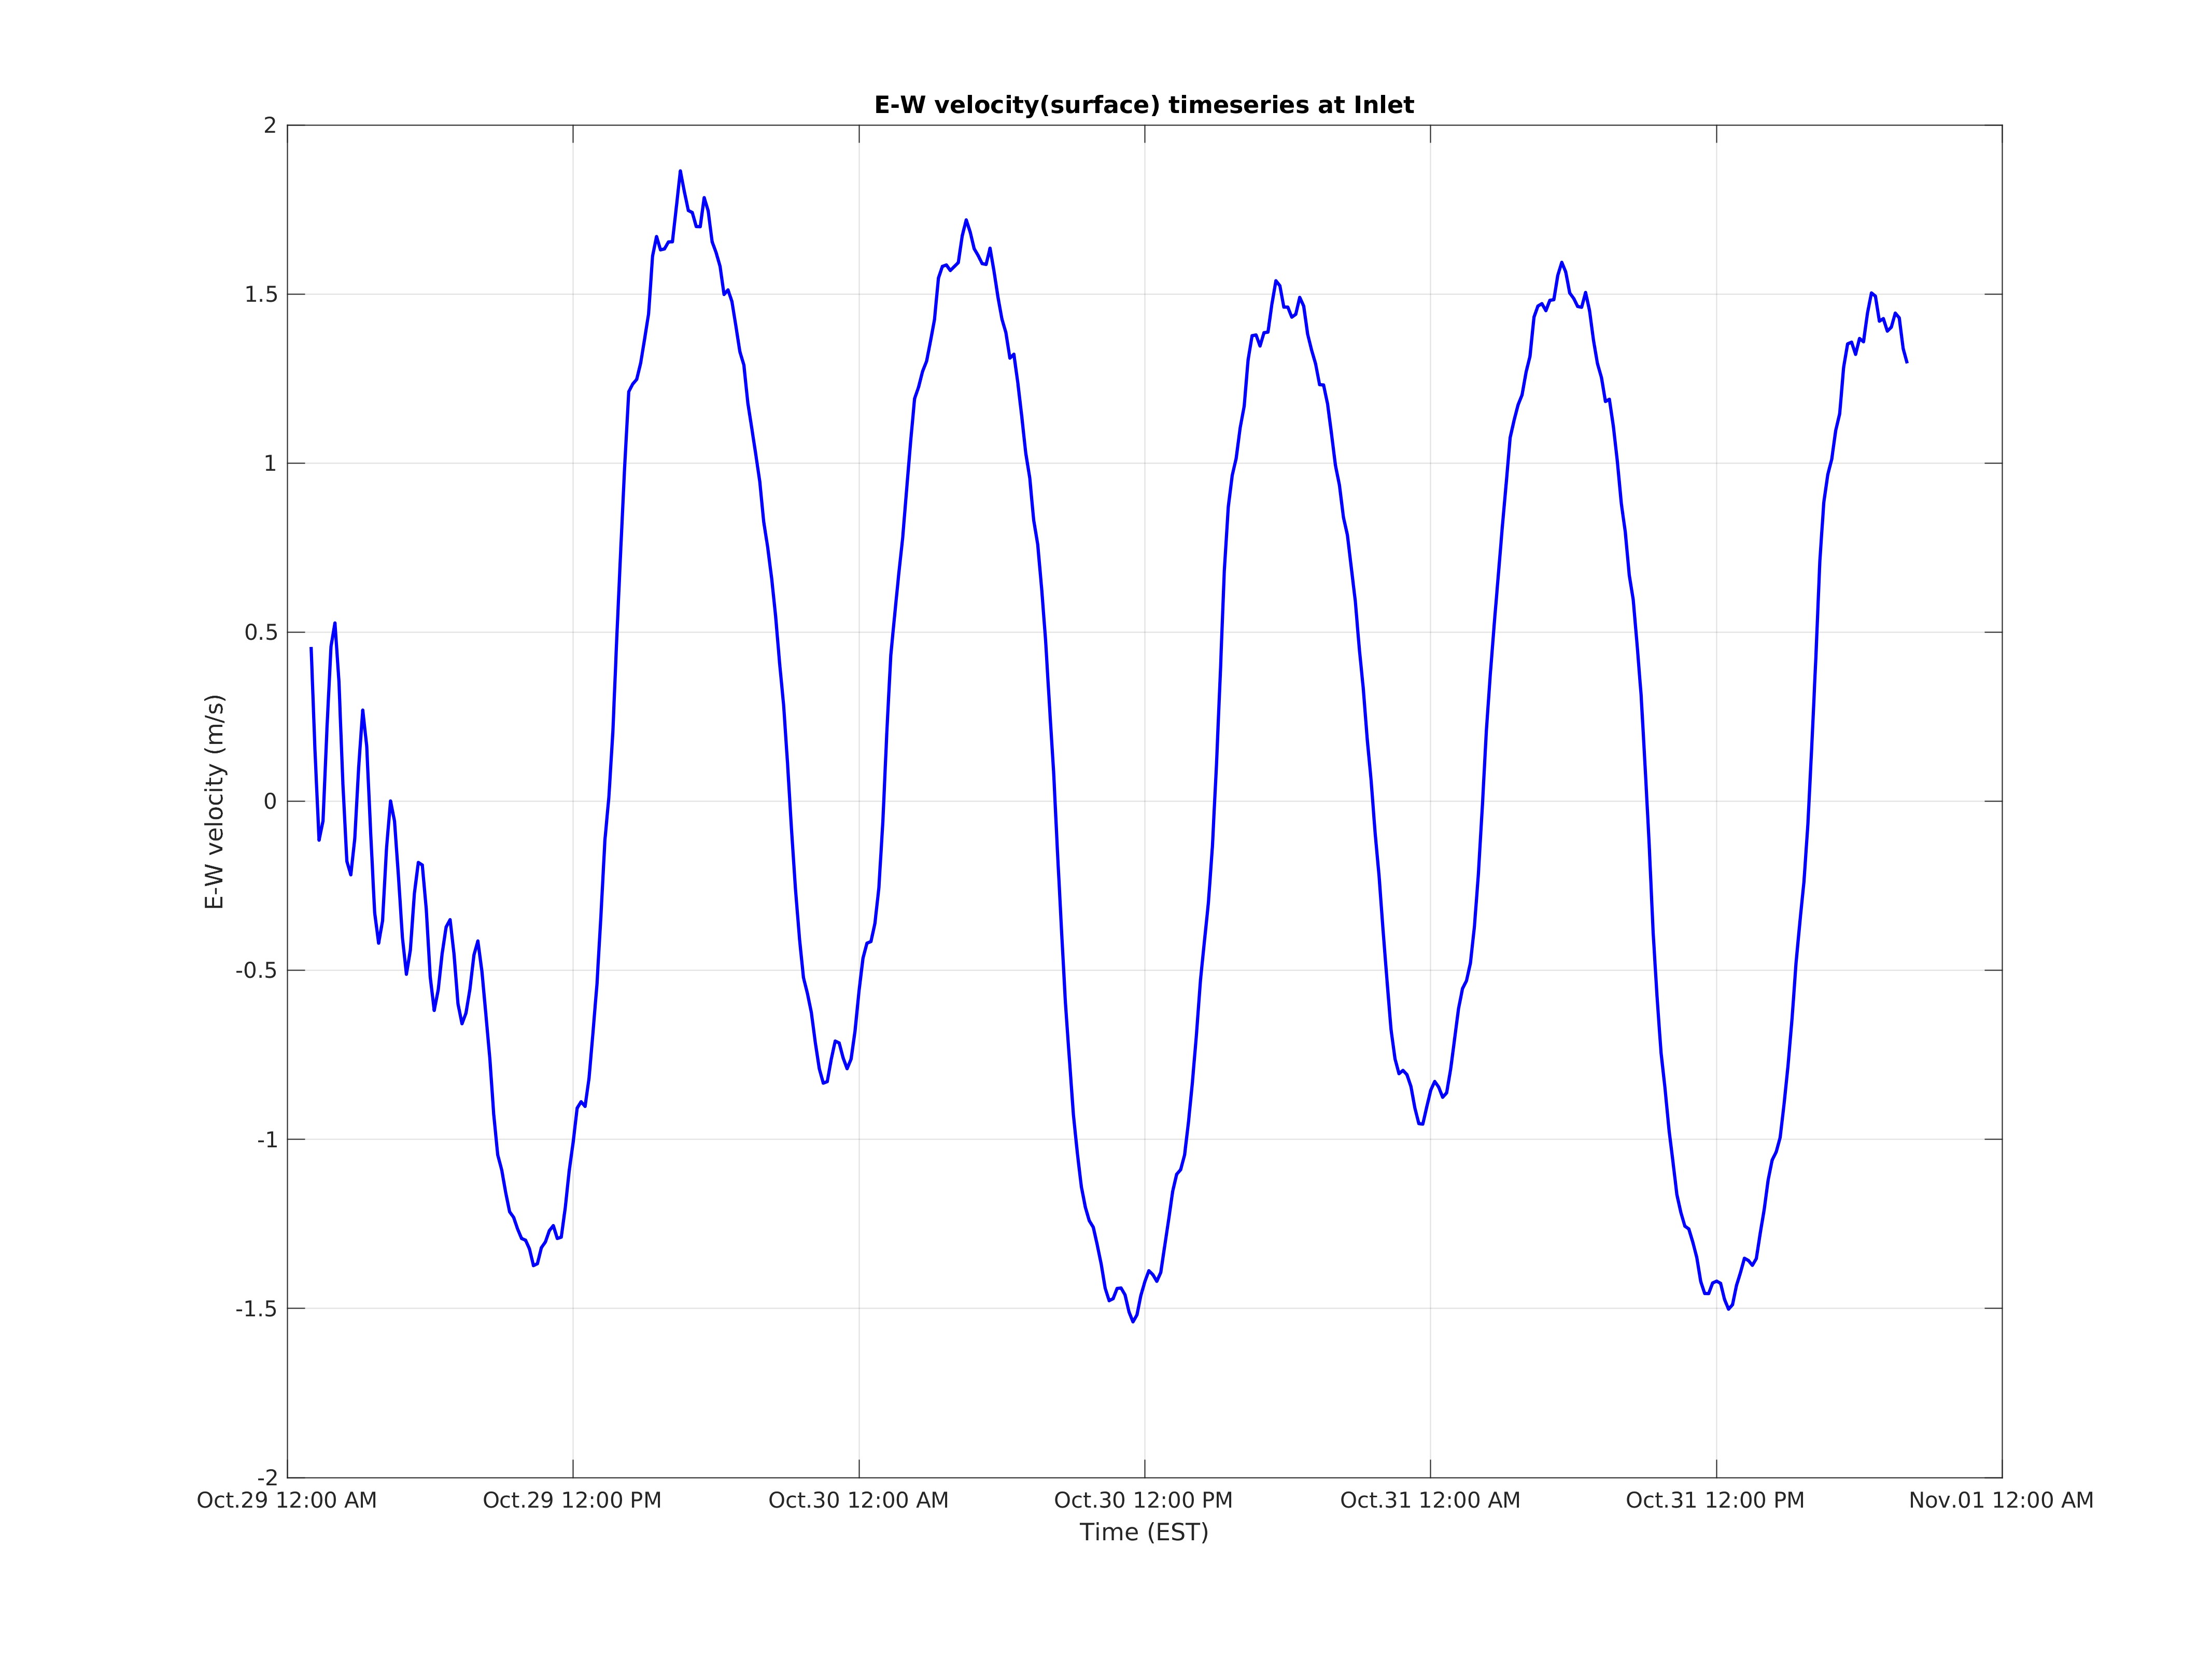 E-W velocity(surface) timeseries at Inlet
2
1.5
1
0.5
0
-0.5
-1
-1.5
-2
E-W velocity (m/s)
Oct.29 12:00 AM Oct.29 12:00 PM Oct.30 12:00 AM Oct.30 12:00 PM Oct.31 12:00 AM Oct.31 12:00 PM Nov.01 12:00 AM
Time (EST)